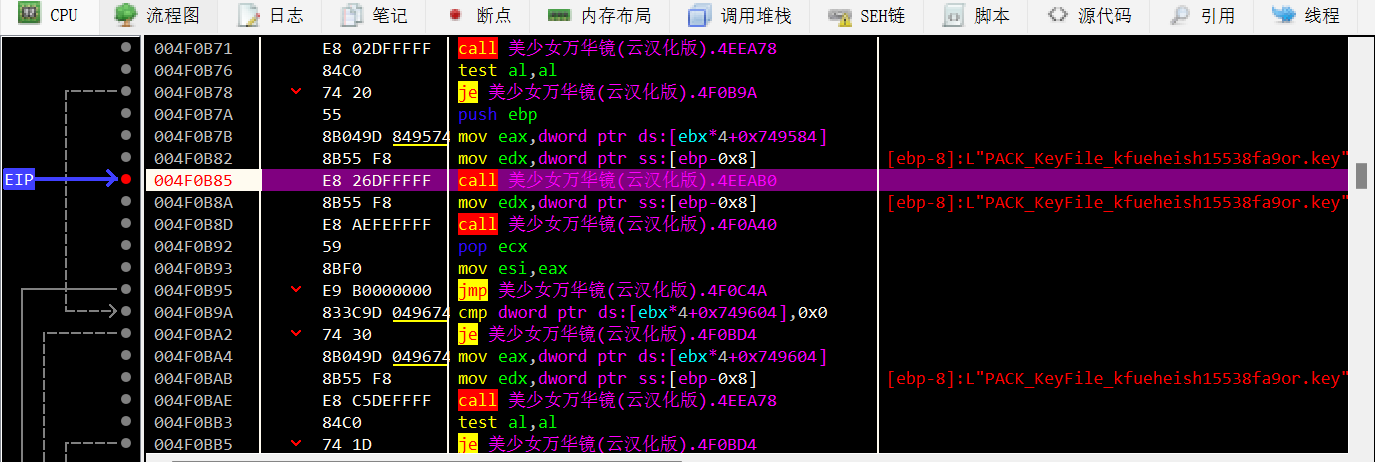 CPU 流程图 日志 笔记 断点 内存布局 调用堆栈 SEH链 脚本 源代码 引用 线程
004F0B71 E8 02DFFFFF call 美少女万华镜(云汉化版).4EEA78
004F0B76 84C0 test al,al
004F0B78 74 20 je 美少女万华镜(云汉化版).4F0B9A
004F0B7A 55 push ebp
004F0B7B 8B049D 849574 mov eax,dword ptr ds:[ebx*4+0x749584]
004F0B82 8B55 F8 mov edx,dword ptr ss:[ebp-0x8] [ebp-8]:L"PACK_KeyFile_kfueheish15538fa9or.key"
EIP 004F0B85 E8 26DFFFFF call 美少女万华镜(云汉化版).4EEAB0
004F0B8A 8B55 F8 mov edx,dword ptr ss:[ebp-0x8] [ebp-8]:L"PACK_KeyFile_kfueheish15538fa9or.key"
004F0B8D E8 AEFEFFFF call 美少女万华镜(云汉化版).4F0A40
004F0B92 59 pop ecx
004F0B93 8BF0 mov esi,eax
004F0B95 E9 B0000000 jmp 美少女万华镜(云汉化版).4F0C4A
004F0B9A 833C9D 049674 cmp dword ptr ds:[ebx*4+0x749604],0x0
004F0BA2 74 30 je 美少女万华镜(云汉化版).4F0BD4
004F0BA4 8B049D 049674 mov eax,dword ptr ds:[ebx*4+0x749604]
004F0BAB 8B55 F8 mov edx,dword ptr ss:[ebp-0x8] [ebp-8]:L"PACK_KeyFile_kfueheish15538fa9or.key"
004F0BAE E8 C5DEFFFF call 美少女万华镜(云汉化版).4EEA78
004F0BB3 84C0 test al,al
004F0BB5 74 1D je 美少女万华镜(云汉化版).4F0BD4